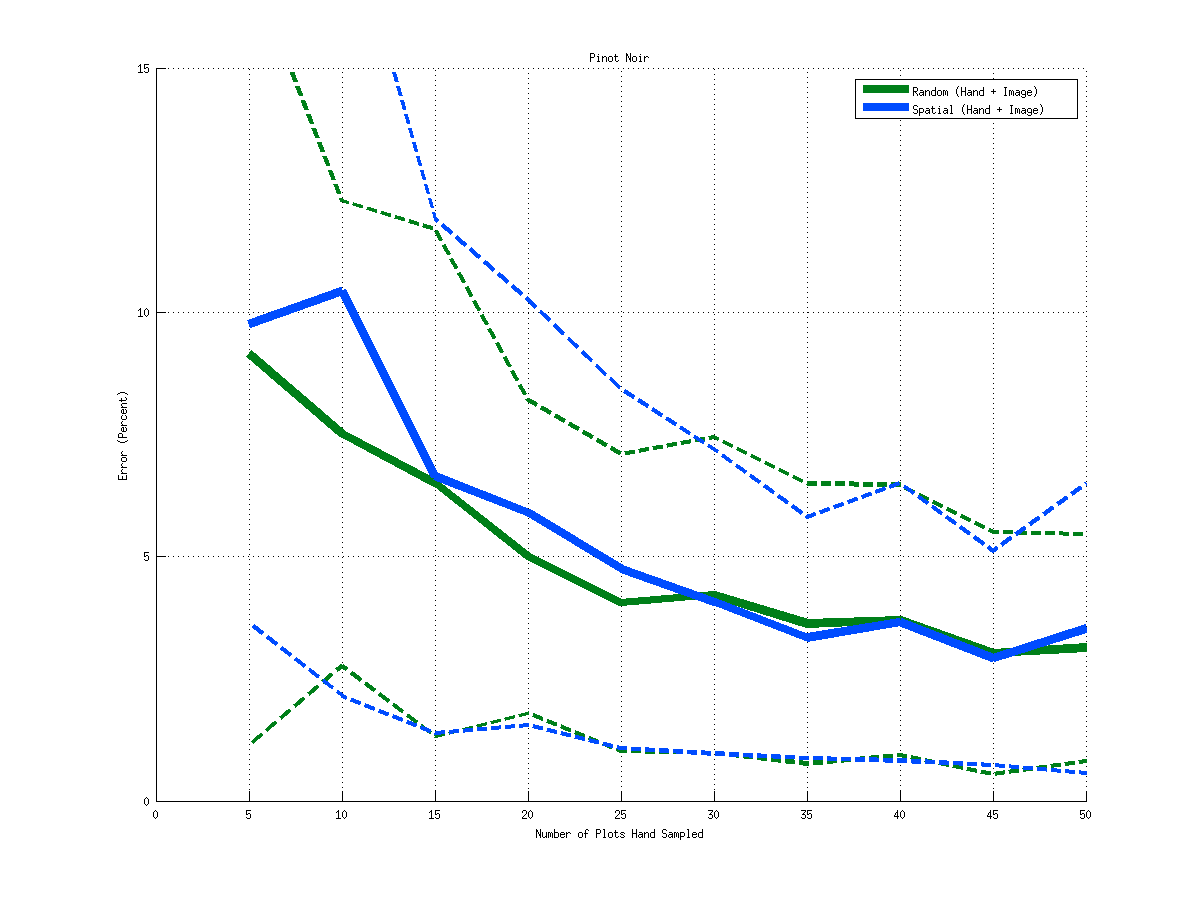 Pinot Noir
15
10
5
0
Error (Percent)
Random (Hand + Image)
Spatial (Hand + Image)
0 5 10 15 20 25 30 35 40 45 50
Number of Plots Hand Sampled